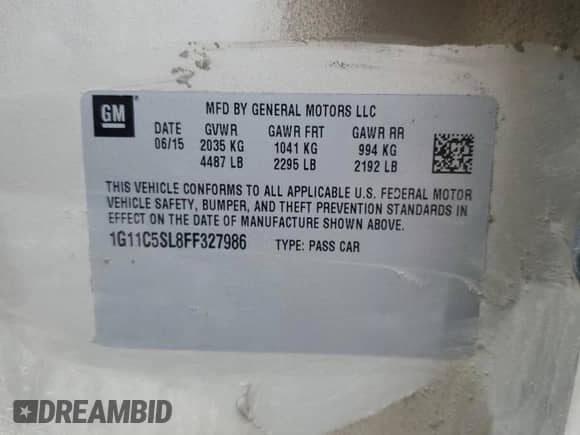 GM
MFD BY GENERAL MOTORS LLC
DATE GVWR GAWR FRT GAWR RR
06/15 2035 KG 1041 KG 994 KG
4487 LB 2295 LB 2192 LB
THIS VEHICLE CONFORMS TO ALL APPLICABLE U.S. FEDERAL MOTOR
VEHICLE SAFETY, BUMPER, AND THEFT PREVENTION STANDARDS IN
EFFECT ON THE DATE OF MANUFACTURE SHOWN ABOVE.
1G11C5SL8FF327986 TYPE: PASS CAR
DREAMBID